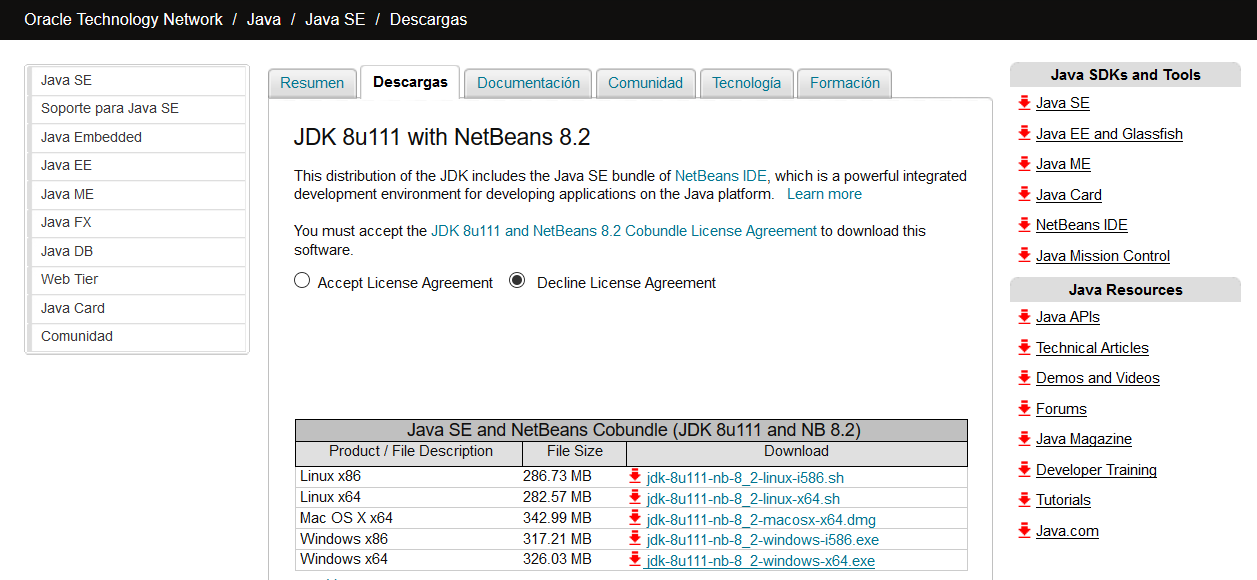 Oracle Technology Network / Java / Java SE / Descargas
Java SE
Soporte para Java SE
Java Embedded
Java EE
Java ME
Java FX
Java DB
Web Tier
Java Card
Comunidad
Resumen Descargas Documentación Comunidad Tecnología Formación
JDK 8u111 with NetBeans 8.2
This distribution of the JDK includes the Java SE bundle of NetBeans IDE, which is a powerful integrated
development environment for developing applications on the Java platform. Learn more
You must accept the JDK 8u111 and NetBeans 8.2 Cobundle License Agreement to download this
software.
Accept License Agreement Decline License Agreement
Java SE and NetBeans Cobundle (JDK 8u111 and NB 8.2)
Product / File Description File Size Download
Linux x86 286.73 MB jdk-8u111-nb-8_2-linux-i586.sh
Linux x64 282.57 MB jdk-8u111-nb-8_2-linux-x64.sh
Mac OS X x64 342.99 MB jdk-8u111-nb-8_2-macosx-x64.dmg
Windows x86 317.21 MB jdk-8u111-nb-8_2-windows-i586.exe
Windows x64 326.03 MB jdk-8u111-nb-8_2-windows-x64.exe
Java SDKs and Tools
Java SE
Java EE and Glassfish
Java ME
Java Card
NetBeans IDE
Java Mission Control
Java Resources
Java APIs
Technical Articles
Demos and Videos
Forums
Java Magazine
Developer Training
Tutorials
Java.com